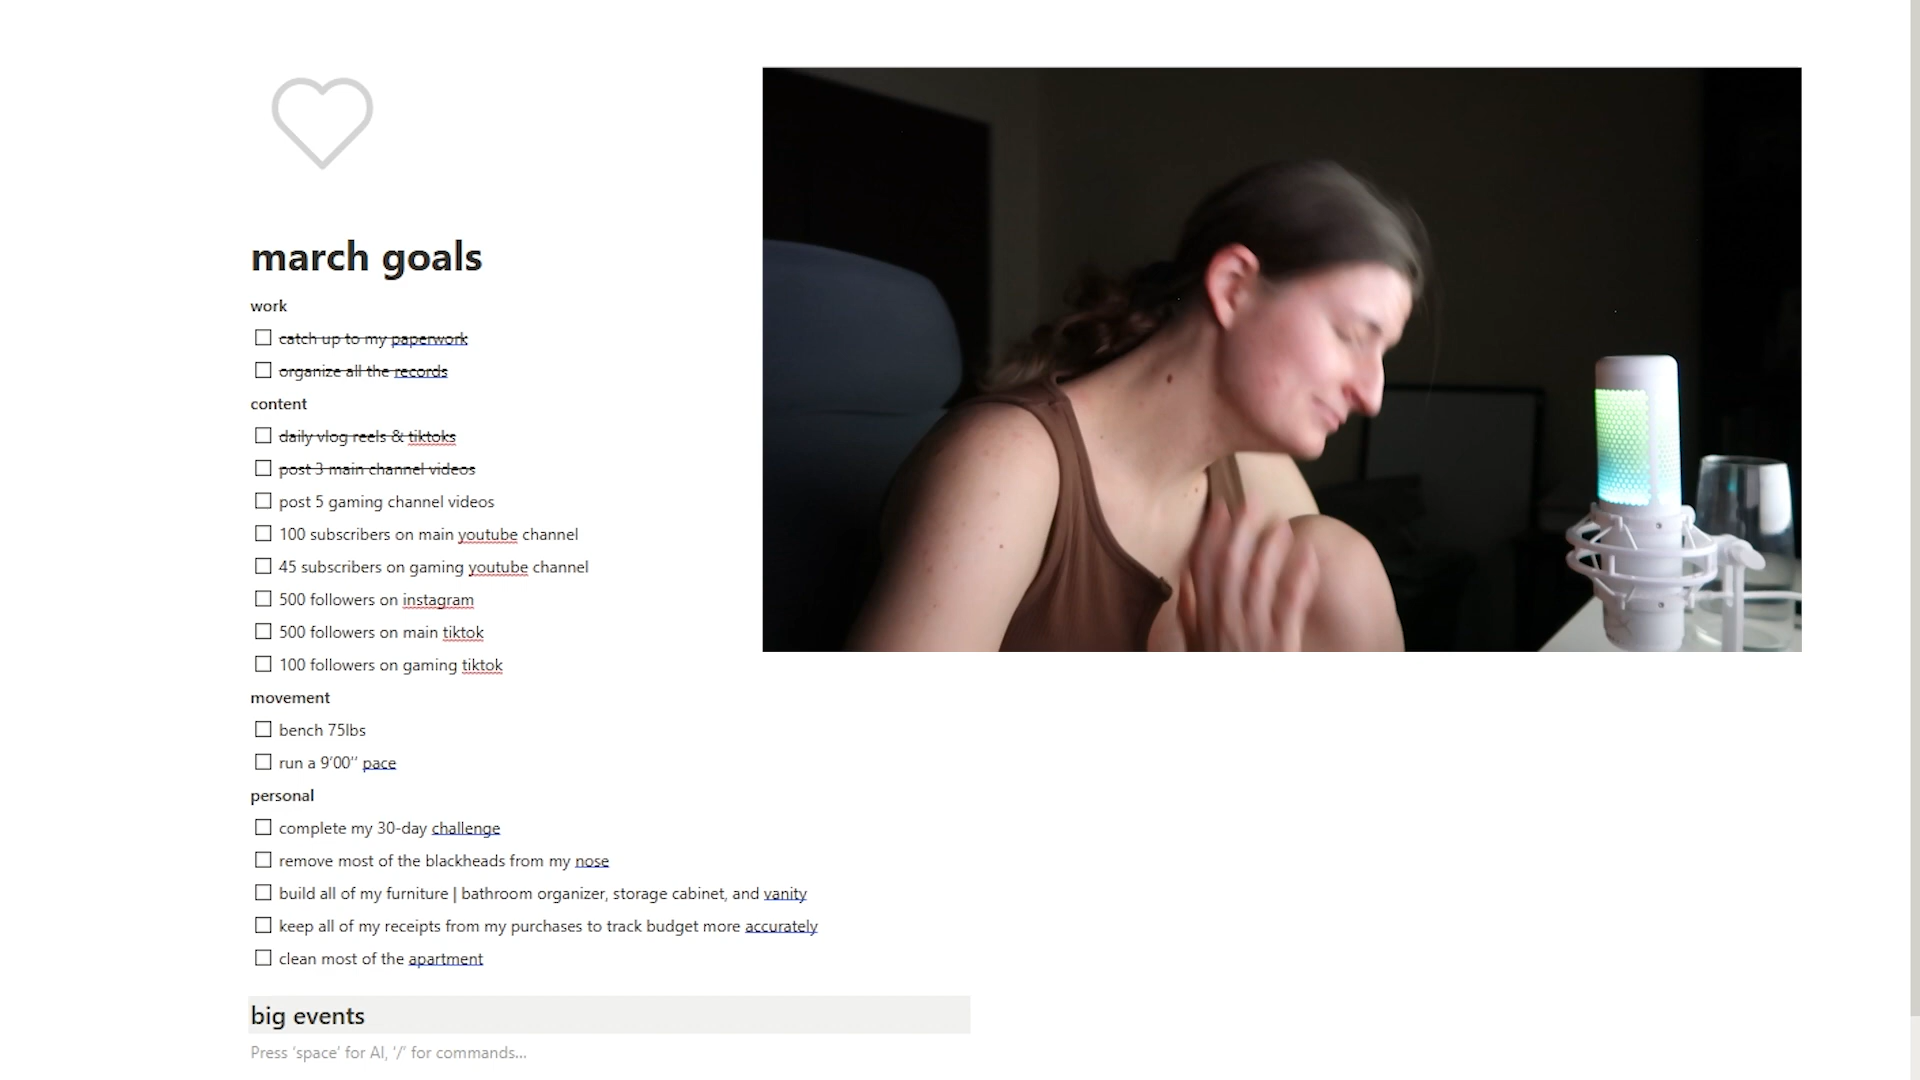 march goals
work
catch up to my paperwork
organize all the records
content
daily vlog reels & tiktoks
post 3 main channel videos
post 5 gaming channel videos
100 subscribers on main youtube channel
45 subscribers on gaming youtube channel
500 followers on instagram
500 followers on main tiktok
100 followers on gaming tiktok
movement
bench 75lbs
run a 9’00’’ pace
personal
complete my 30-day challenge
remove most of the blackheads from my nose
build all of my furniture | bathroom organizer, storage cabinet, and vanity
keep all of my receipts from my purchases to track budget more accurately
clean most of the apartment
big events
Press ‘space’ for AI, ‘/’ for commands...